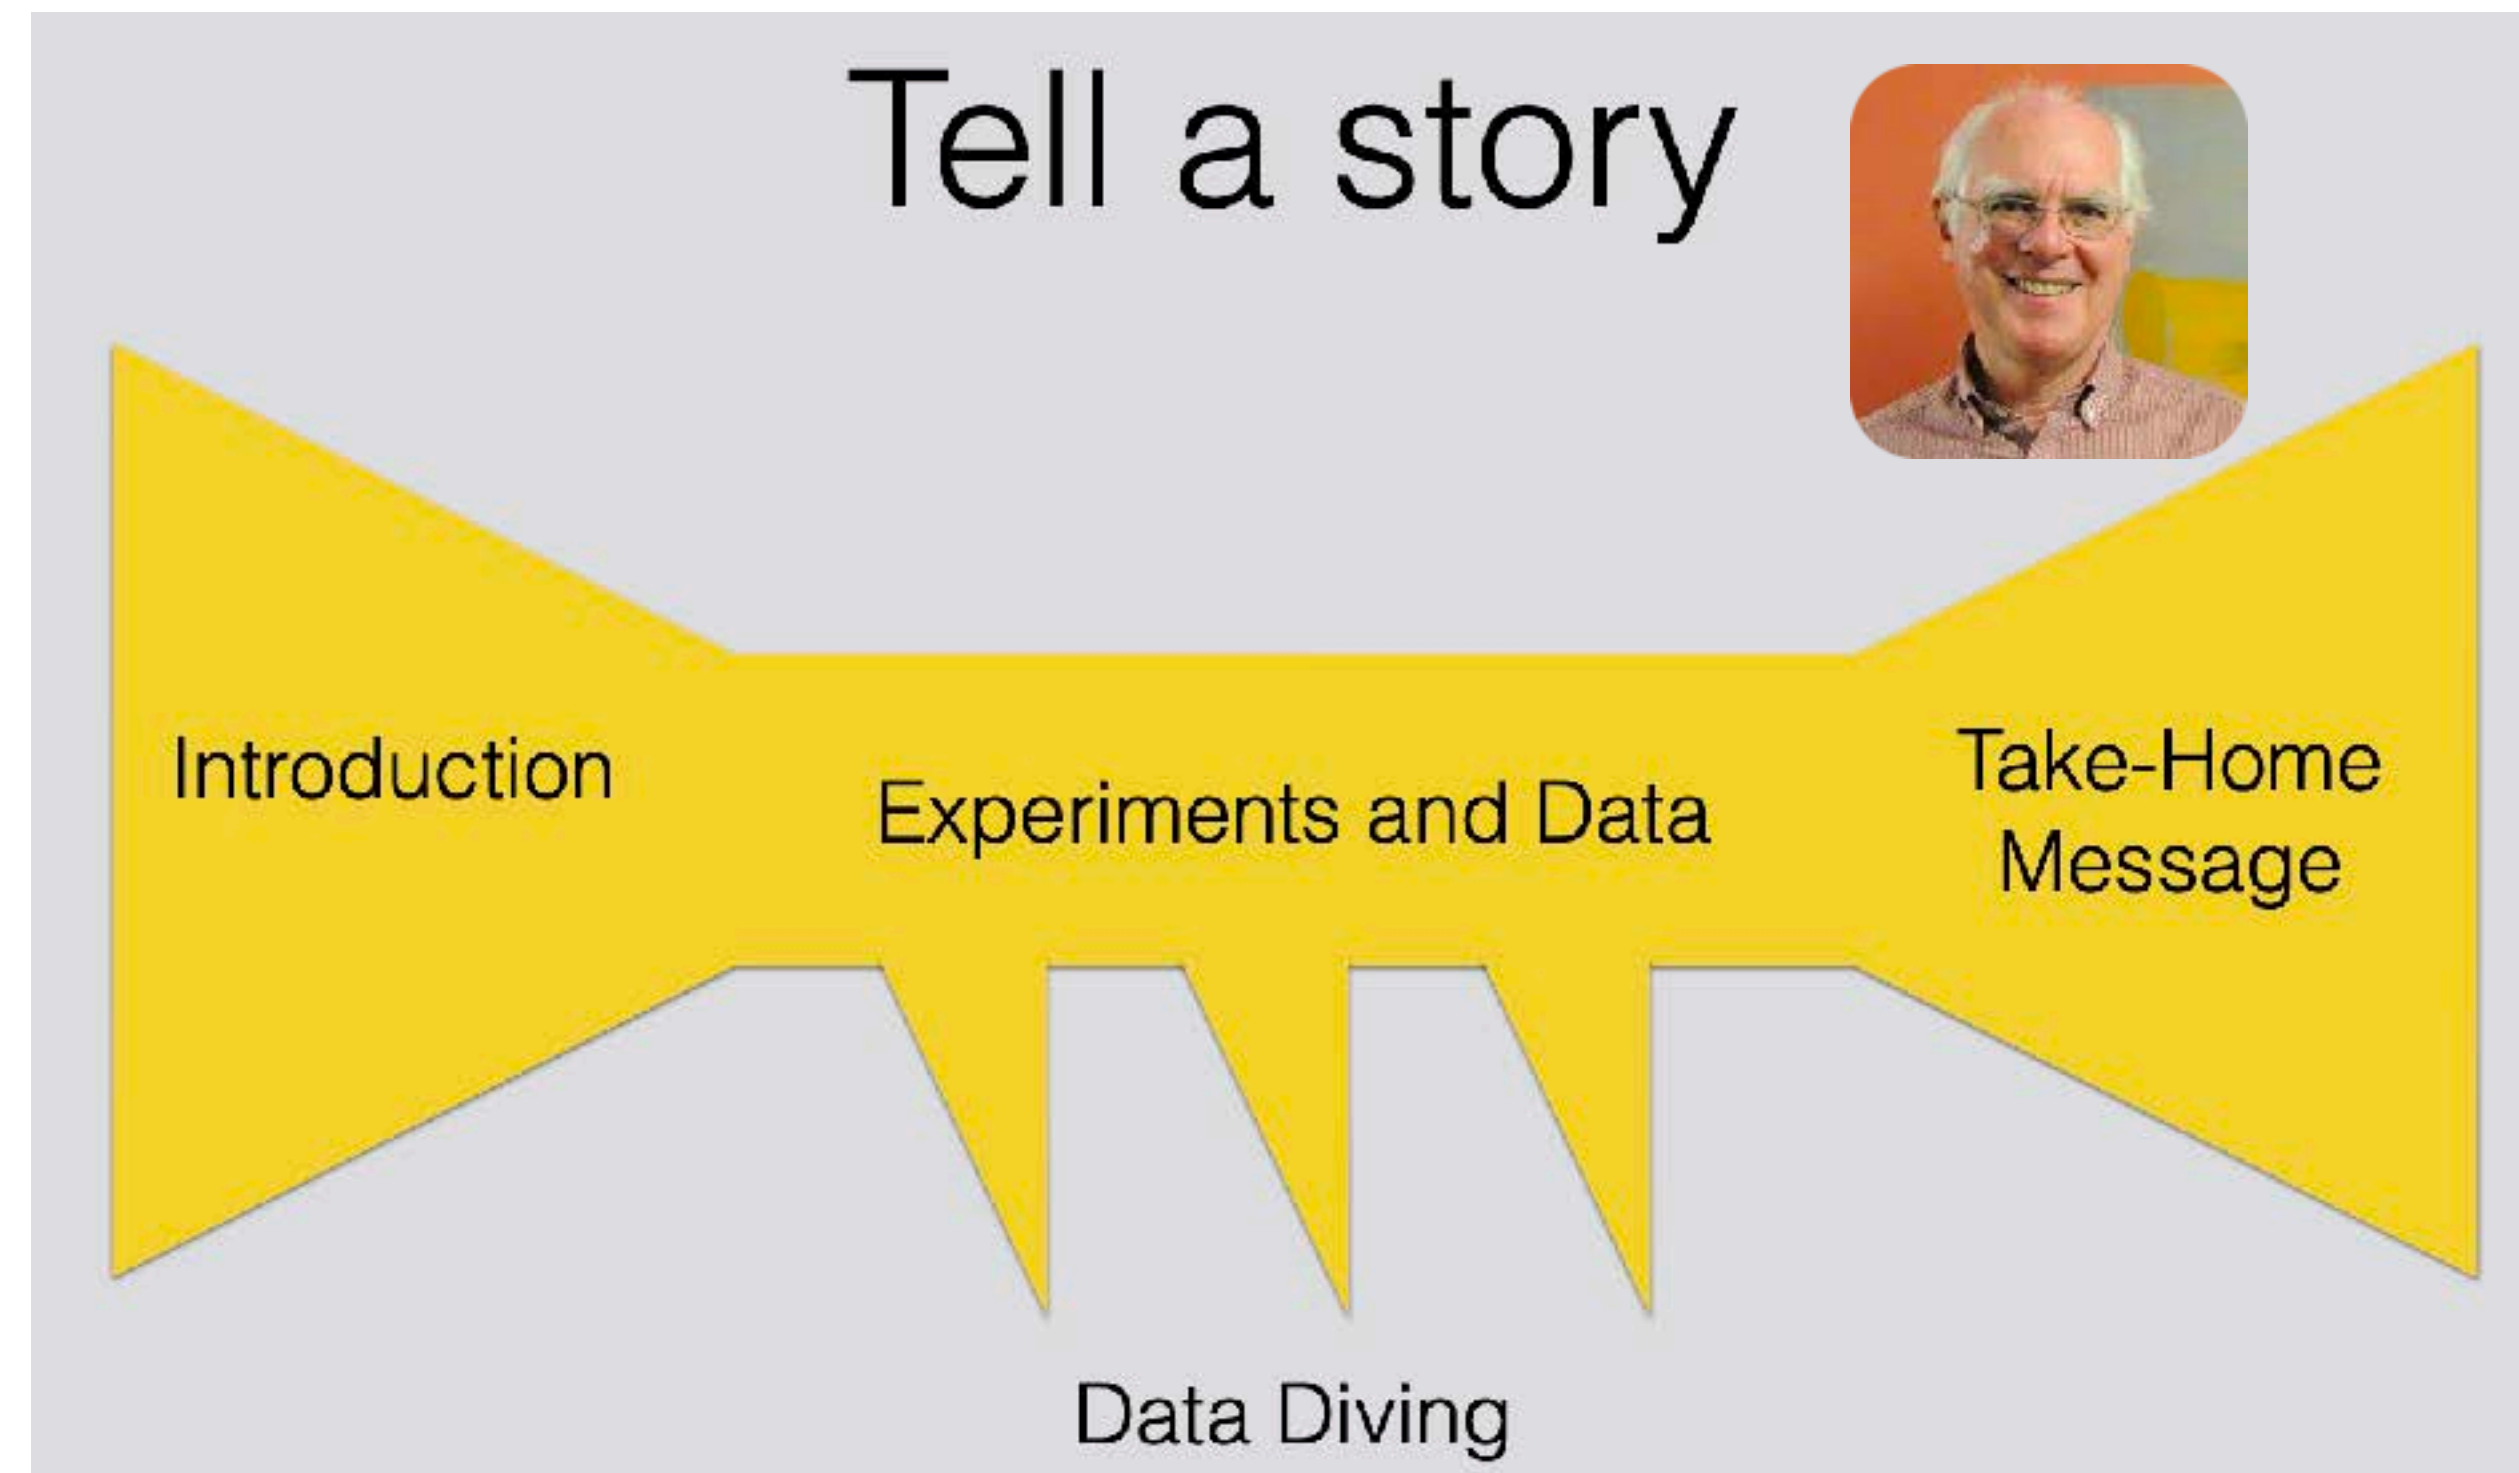 Tell a story
Introduction
Experiments and Data
Take-Home
Message
Data Diving